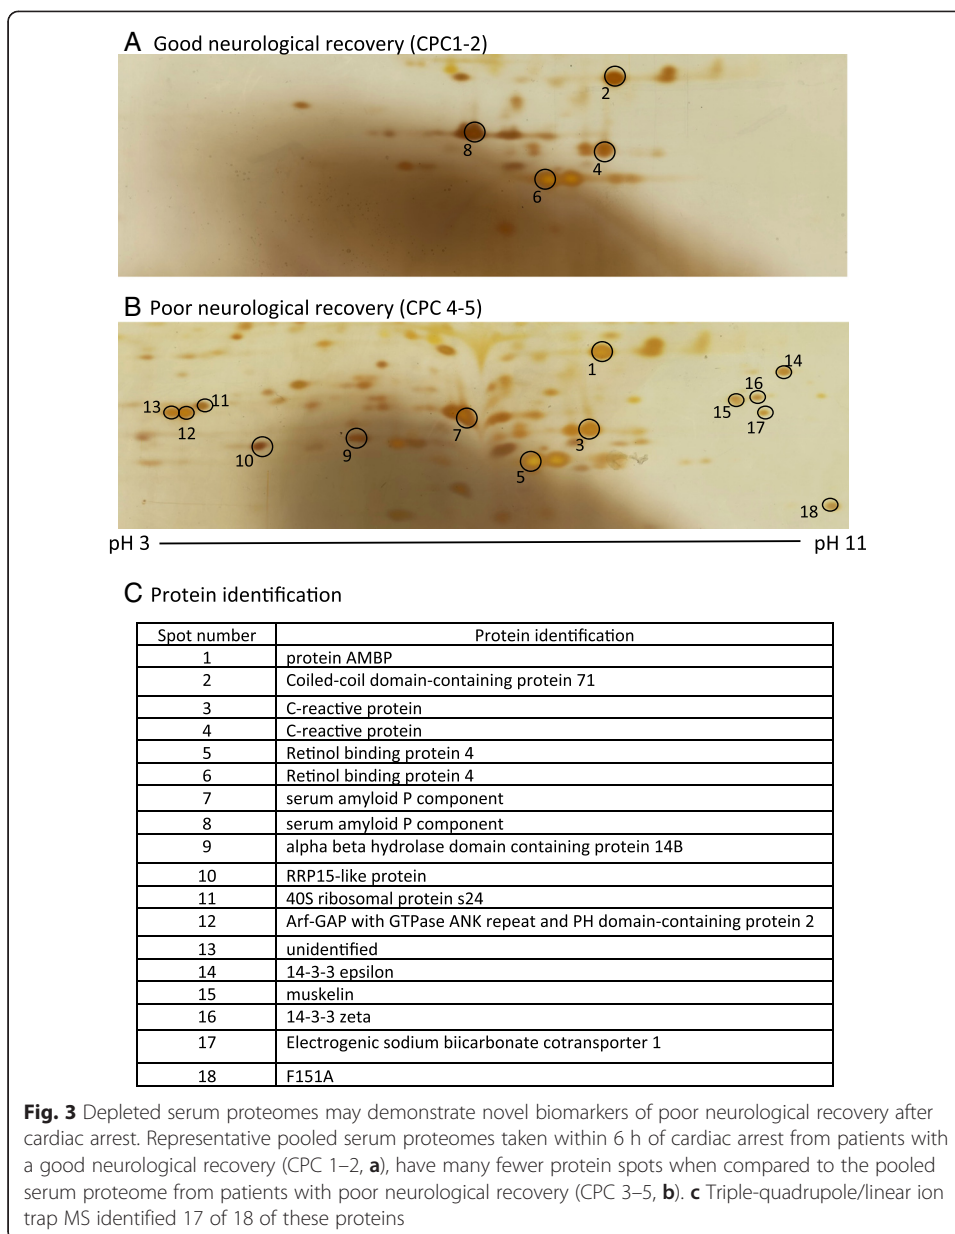 A Good neurological recovery (CPC1-2)
2
8
4
6
B Poor neurological recovery (CPC 4-5)
1
14
16
15
17
13
11
12
7
3
10
9
5
18
pH 3
pH 11
C Protein identification
Spot number Protein identification
1 protein AMBP
2 Coiled-coil domain-containing protein 71
3 C-reactive protein
4 C-reactive protein
5 Retinol binding protein 4
6 Retinol binding protein 4
7 serum amyloid P component
8 serum amyloid P component
9 alpha beta hydrolase domain containing protein 14B
10 RRP15-like protein
11 40S ribosomal protein s24
12 Arf-GAP with GTPase ANK repeat and PH domain-containing protein 2
13 unidentified
14 14-3-3 epsilon
15 muskelin
16 14-3-3 zeta
17 Electrogenic sodium biicarbonate cotransporter 1
18 F151A
Fig. 3 Depleted serum proteomes may demonstrate novel biomarkers of poor neurological recovery after
cardiac arrest. Representative pooled serum proteomes taken within 6 h of cardiac arrest from patients with
a good neurological recovery (CPC 1–2, a), have many fewer protein spots when compared to the pooled
serum proteome from patients with poor neurological recovery (CPC 3–5, b). c Triple-quadrupole/linear ion
trap MS identified 17 of 18 of these proteins